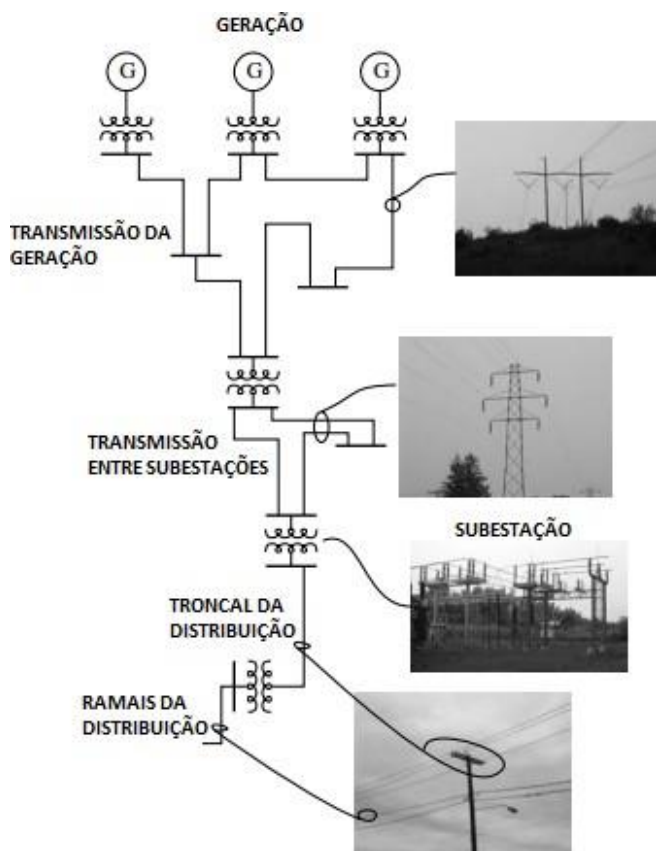 GERAÇÃO
G
G
G
TRANSMISSÃO DA
GERAÇÃO
TRANSMISSÃO
ENTRE SUBESTAÇÕES
SUBESTAÇÃO
TRONCAL DA
DISTRIBUIÇÃO
RAMAIS DA
DISTRIBUIÇÃO